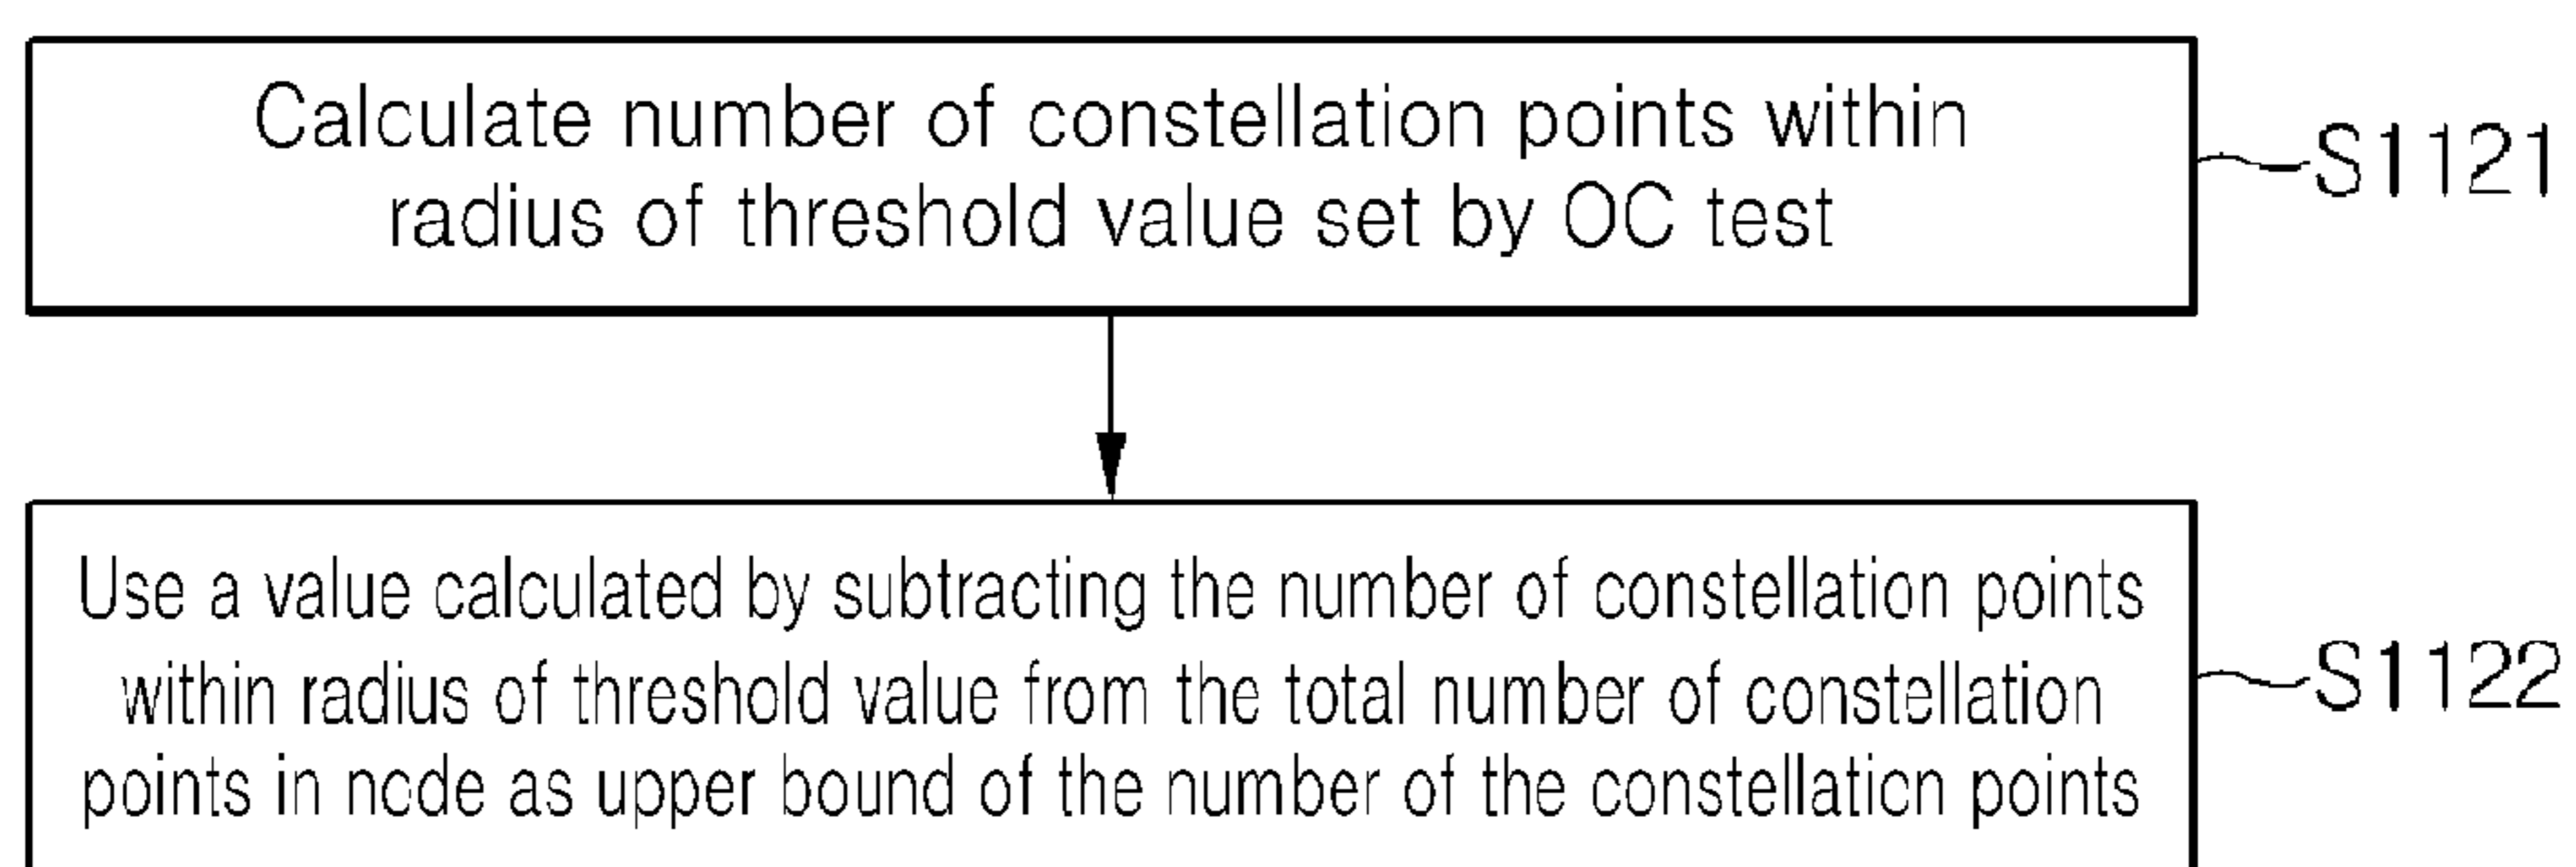 Calculate number of constellation points within
radius of threshold value set by OC test
S1121
Use a value calculated by subtracting the number of constellation points
within radius of threshold value from the total number of constellation
points in node as upper bound of the number of the constellation points
S1122